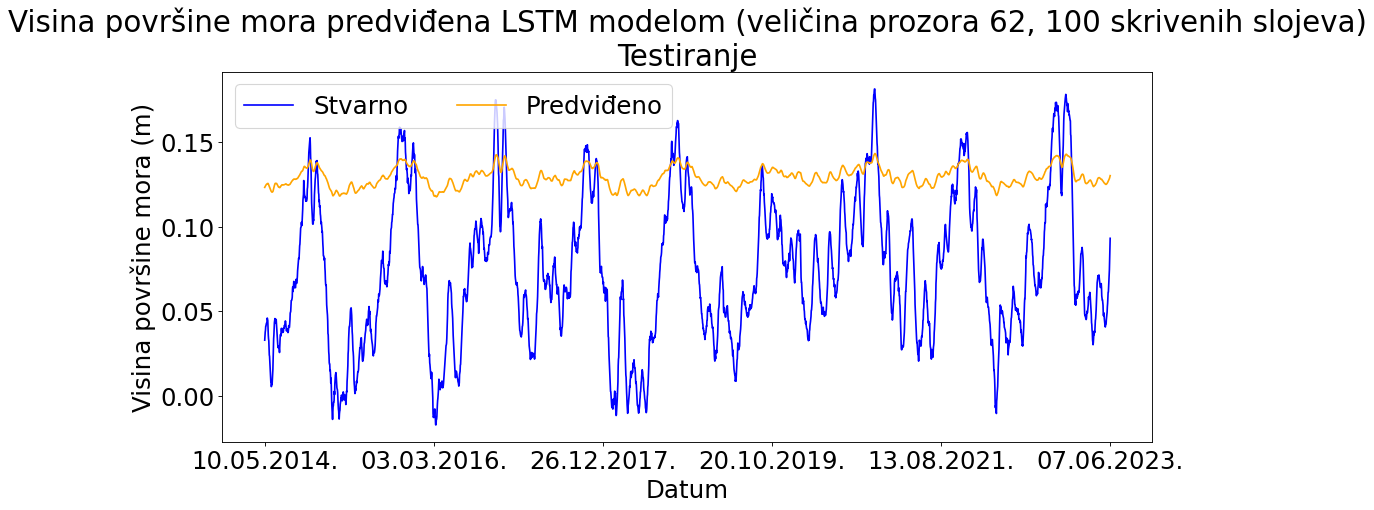 Visina površine mora predviđena LSTM modelom (veličina prozora 62, 100 skrivenih slojeva)
Testiranje
Stvarno
Predviđeno
Visina površine mora (m)
0.15
0.10
0.05
0.00
10.05.2014.
03.03.2016.
26.12.2017.
20.10.2019.
13.08.2021.
07.06.2023.
Datum